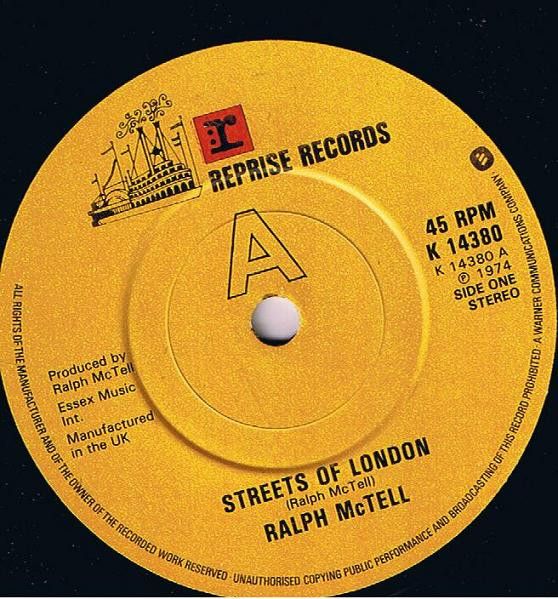 r
REPRISE RECORDS
A
45 RPM
K 14380
K 14380 A
℗ 1974
SIDE ONE
STEREO
Produced by
Ralph McTell
Essex Music
Int.
Manufactured
in the UK
STREETS OF LONDON
(Ralph McTell)
RALPH McTELL
ALL RIGHTS OF THE MANUFACTURER AND OF THE OWNER OF THE RECORDED WORK RESERVED · UNAUTHORISED COPYING PUBLIC PERFORMANCE AND BROADCASTING OF THIS RECORD PROHIBITED · A WARNER COMMUNICATIONS COMPANY